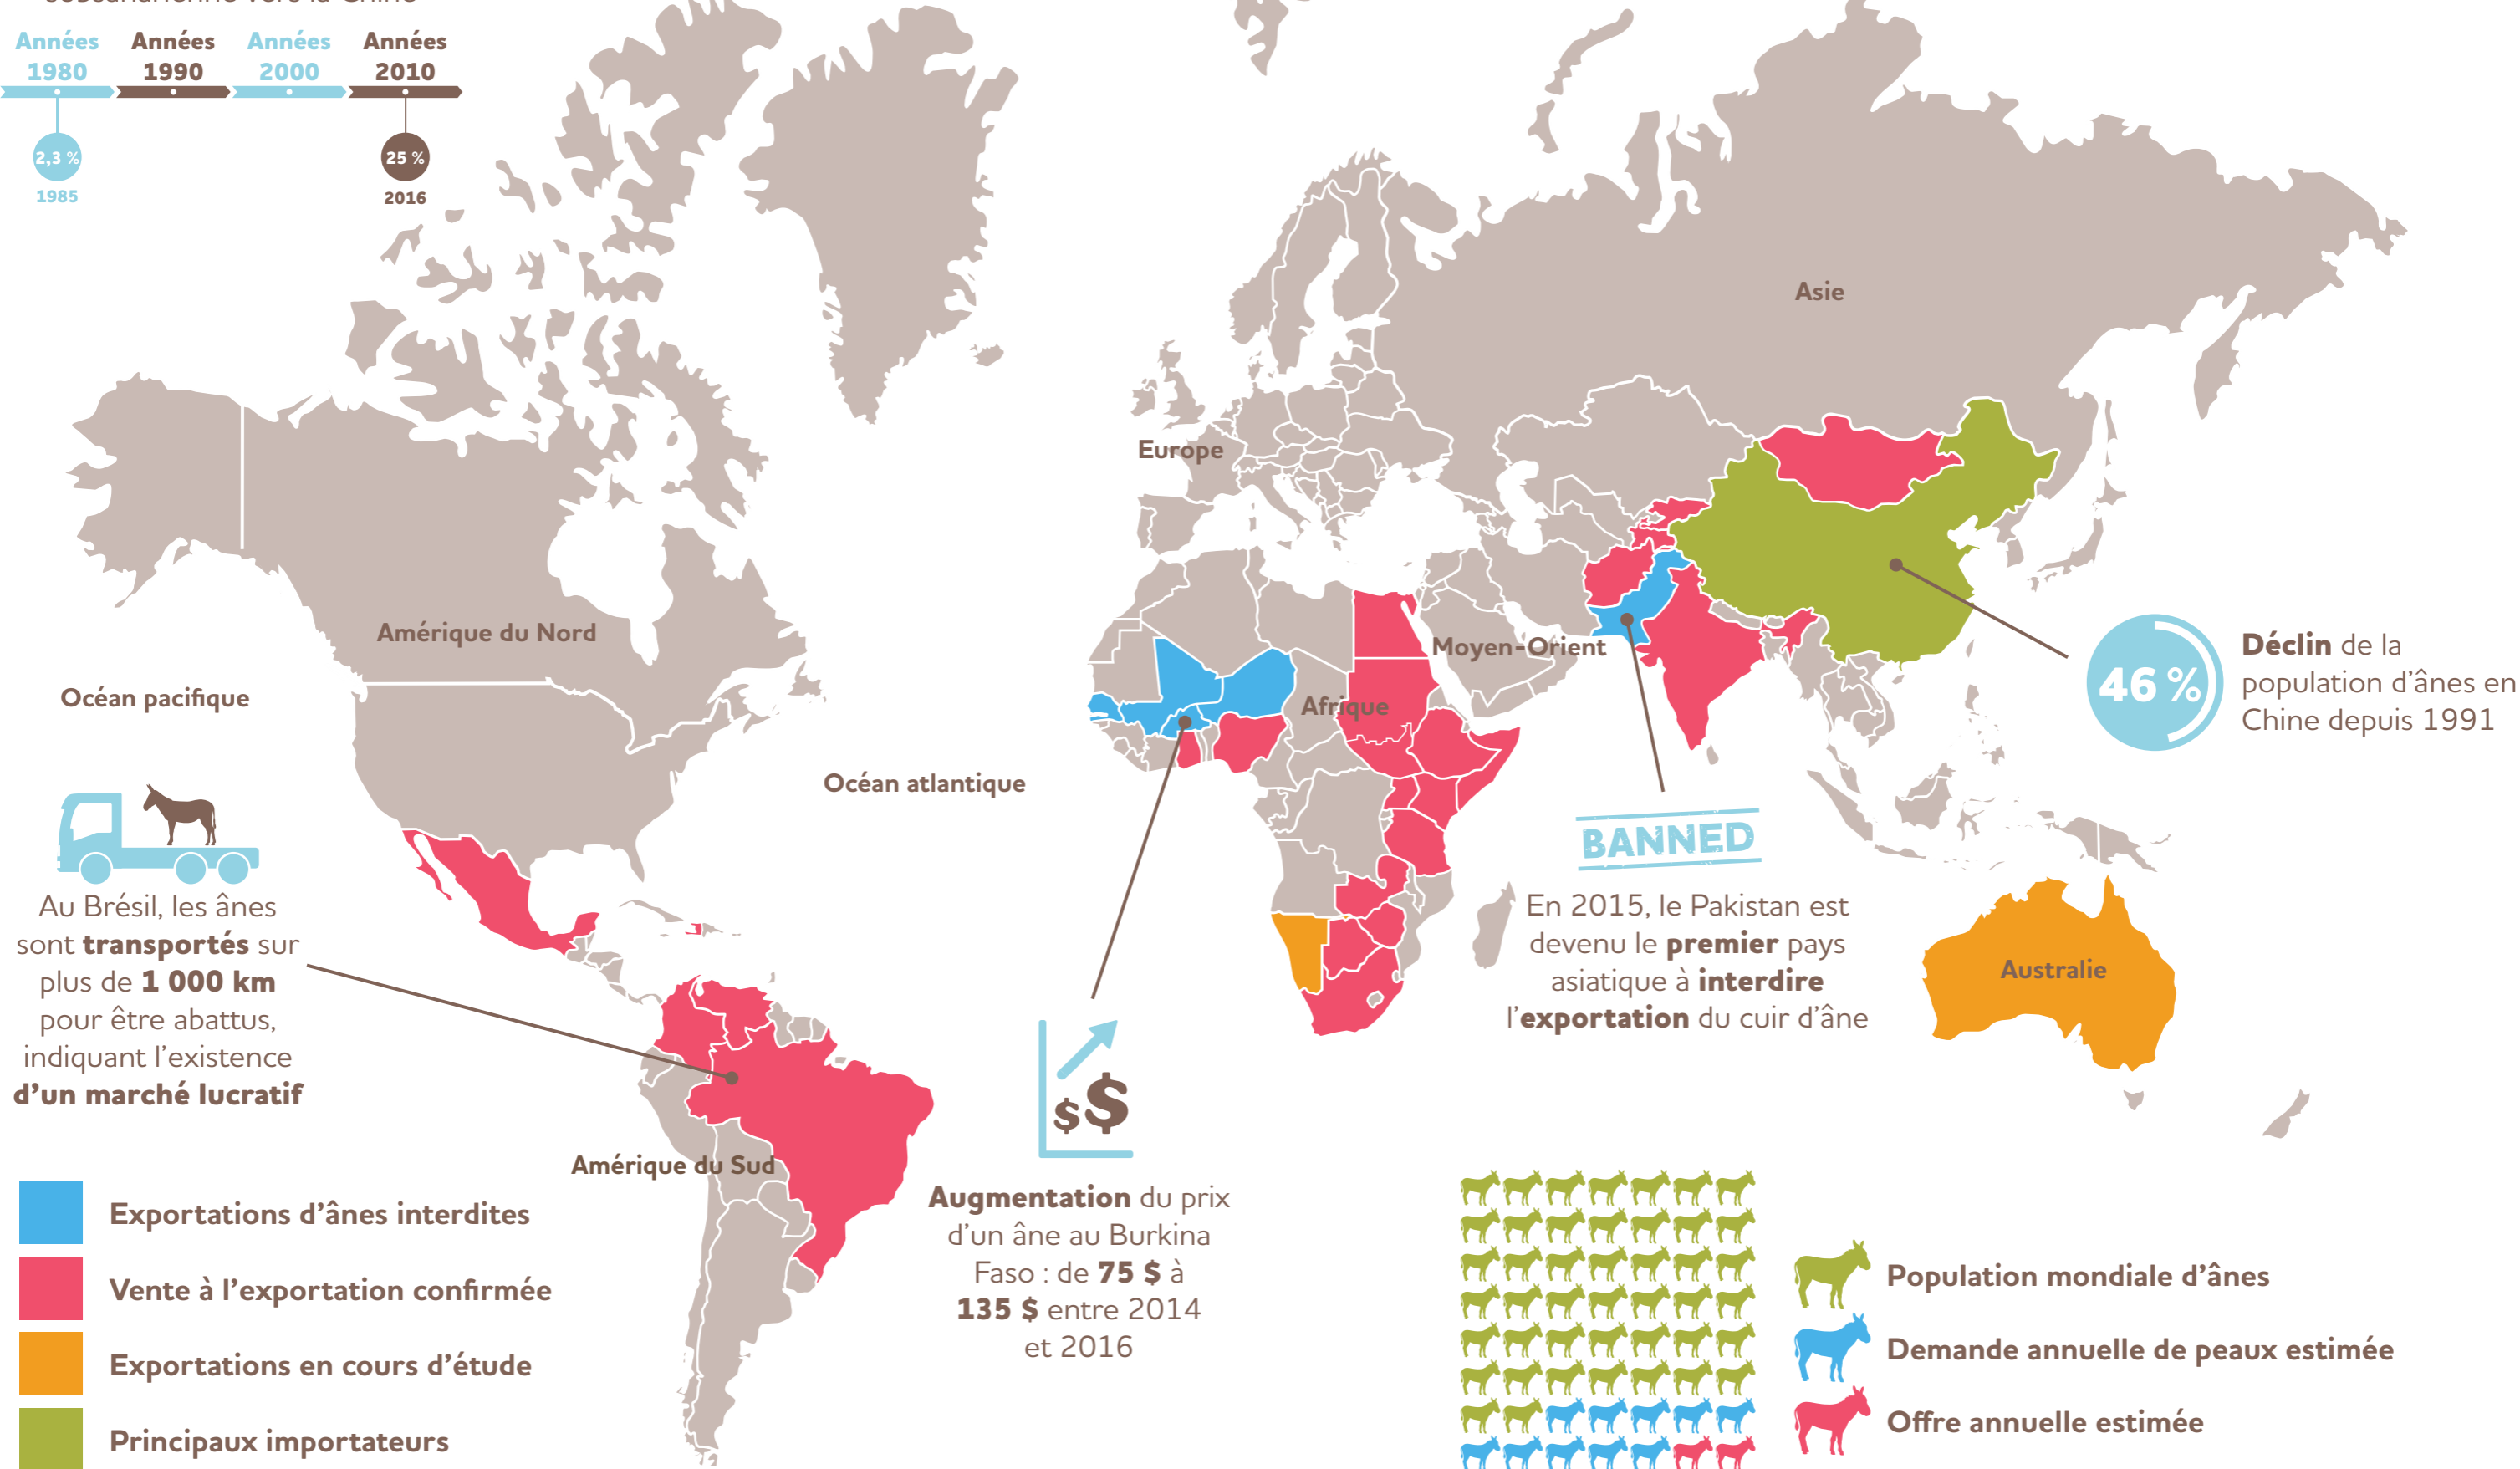 subsaharienne vers la Chine
Années Années Années Années
1980 1990 2000 2010
2,3 % 25 %
1985 2016
Asie
Europe
Amérique du Nord
Moyen-Orient
Océan pacifique
Afrique
Océan atlantique
46 %
Déclin de la
population d’ânes en
Chine depuis 1991
BANNED
Au Brésil, les ânes
sont transportés sur
plus de 1 000 km
pour être abattus,
indiquant l’existence
d’un marché lucratif
En 2015, le Pakistan est
devenu le premier pays
asiatique à interdire
l’exportation du cuir d’âne
Australie
$$
Amérique du Sud
Augmentation du prix
d’un âne au Burkina
Faso : de 75 $ à
135 $ entre 2014
et 2016
Exportations d’ânes interdites
Vente à l’exportation confirmée
Exportations en cours d’étude
Principaux importateurs
Population mondiale d’ânes
Demande annuelle de peaux estimée
Offre annuelle estimée